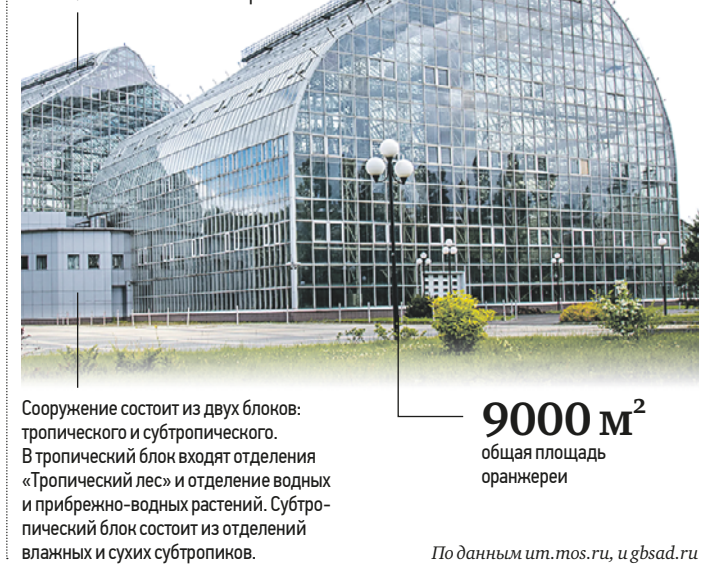 Сооружение состоит из двух блоков:
тропического и субтропического.
В тропический блок входят отделения
«Тропический лес» и отделение водных
и прибрежно-водных растений. Субтро-
пический блок состоит из отделений
влажных и сухих субтропиков.
9000 м²
общая площадь
оранжереи
По данным um.mos.ru, и gbsad.ru